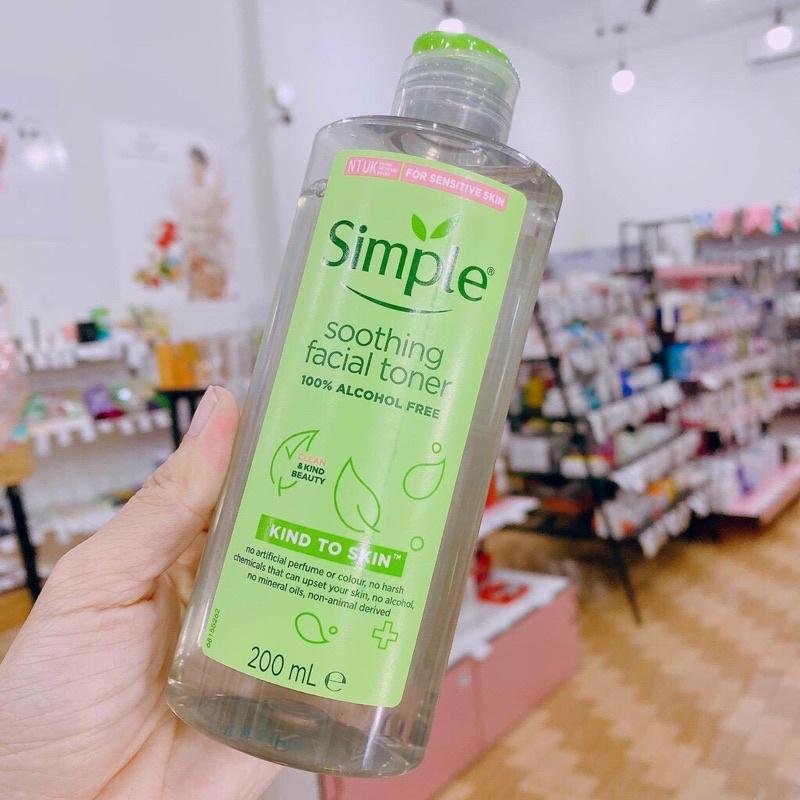 NTUK
FOR SENSITIVE SKIN
Simple®
soothing
facial toner
100% ALCOHOL FREE
CLEAN
& KIND
BEAUTY
KIND TO SKIN™
no artificial perfume or colour, no harsh
chemicals that can upset your skin, no alcohol,
no mineral oils, non-animal derived
68155252
200 mL ℮